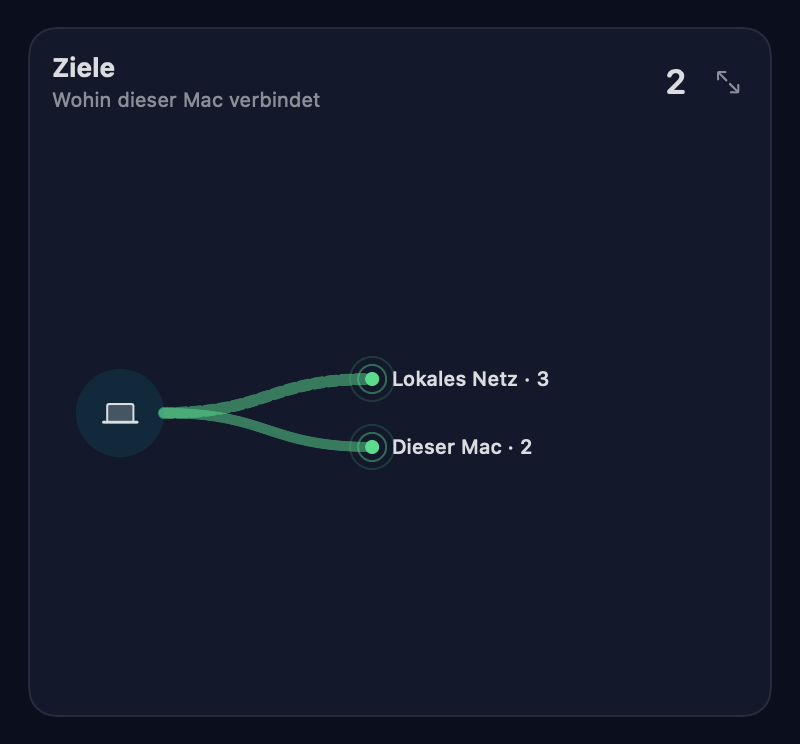 Ziele
Wohin dieser Mac verbindet
2
Lokales Netz · 3
Dieser Mac · 2